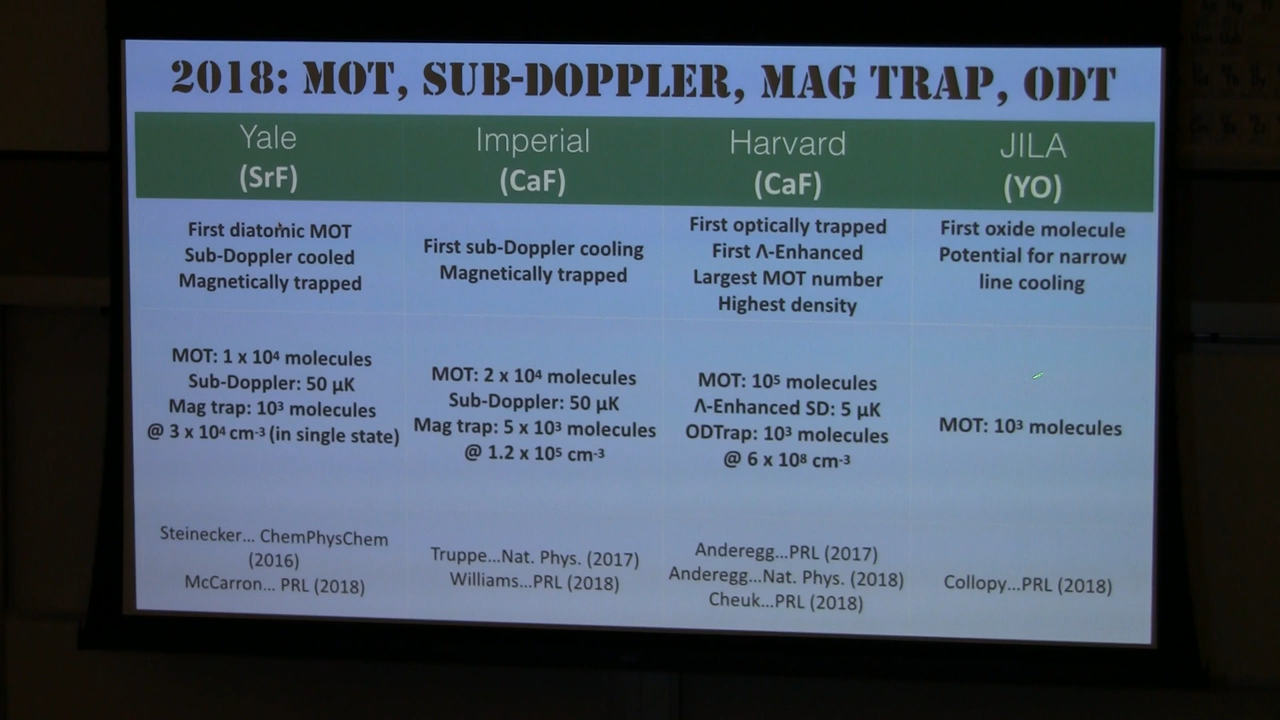 2018: MOT, SUB-DOPPLER, MAG TRAP, ODT
Yale
(SrF)
Imperial
(CaF)
Harvard
(CaF)
JILA
(YO)
First diatomic MOT
Sub-Doppler cooled
Magnetically trapped
First sub-Doppler cooling
Magnetically trapped
First optically trapped
First Λ-Enhanced
Largest MOT number
Highest density
First oxide molecule
Potential for narrow
line cooling
MOT: 1 x 10⁴ molecules
Sub-Doppler: 50 µK
Mag trap: 10³ molecules
@ 3 x 10⁴ cm⁻³ (in single state)
MOT: 2 x 10⁴ molecules
Sub-Doppler: 50 µK
Mag trap: 5 x 10³ molecules
@ 1.2 x 10⁵ cm⁻³
MOT: 10⁵ molecules
Λ-Enhanced SD: 5 µK
ODTrap: 10³ molecules
@ 6 x 10⁸ cm⁻³
MOT: 10³ molecules
Steinecker... ChemPhysChem
(2016)
McCarron... PRL (2018)
Truppe...Nat. Phys. (2017)
Williams...PRL (2018)
Anderegg...PRL (2017)
Anderegg...Nat. Phys. (2018)
Cheuk...PRL (2018)
Collopy...PRL (2018)